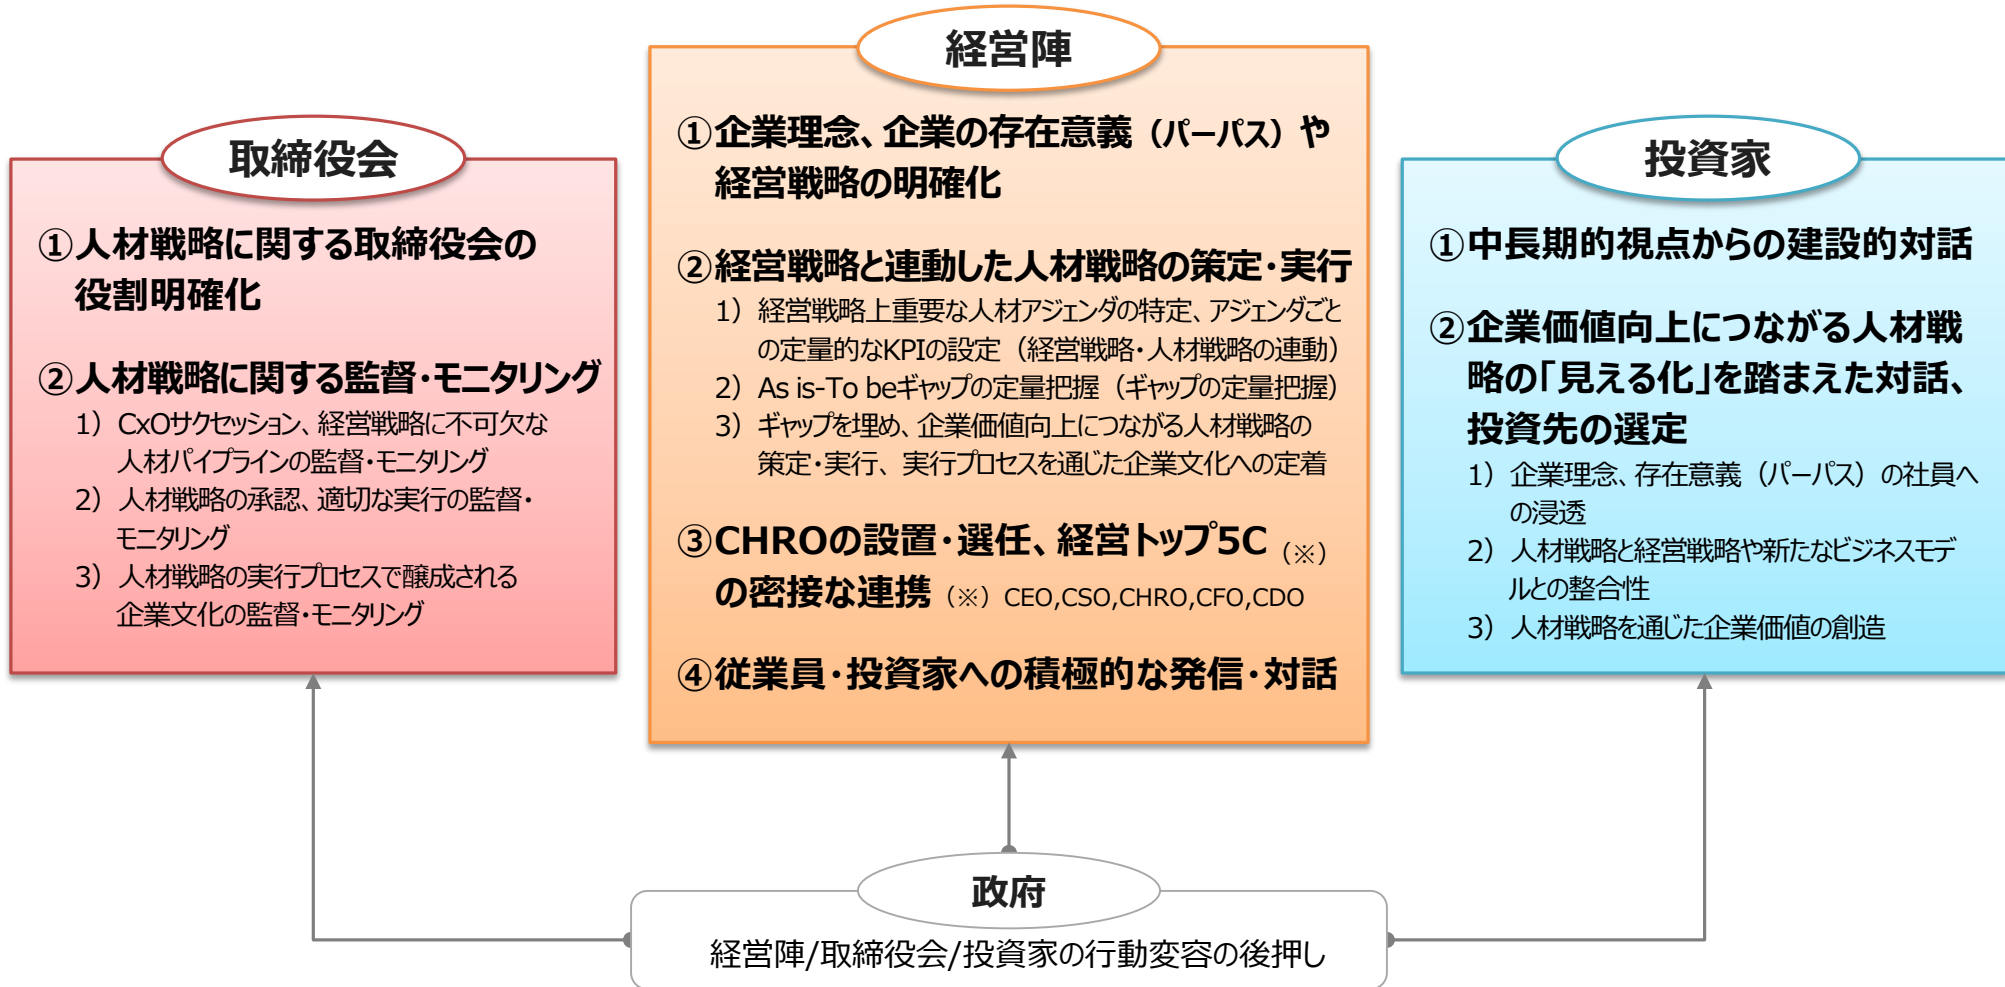 取締役会
①人材戦略に関する取締役会の
役割明確化
②人材戦略に関する監督・モニタリング
1）CxOサクセッション、経営戦略に不可欠な
人材パイプラインの監督・モニタリング
2）人材戦略の承認、適切な実行の監督・
モニタリング
3）人材戦略の実行プロセスで醸成される
企業文化の監督・モニタリング
経営陣
①企業理念、企業の存在意義（パーパス）や
経営戦略の明確化
②経営戦略と連動した人材戦略の策定・実行
1）経営戦略上重要な人材アジェンダの特定、アジェンダごと
の定量的なKPIの設定（経営戦略・人材戦略の連動）
2）As is-To beギャップの定量把握（ギャップの定量把握）
3）ギャップを埋め、企業価値向上につながる人材戦略の
策定・実行、実行プロセスを通じた企業文化への定着
③CHROの設置・選任、経営トップ5C（※）
の密接な連携（※）CEO,CSO,CHRO,CFO,CDO
④従業員・投資家への積極的な発信・対話
投資家
①中長期的視点からの建設的対話
②企業価値向上につながる人材戦
略の「見える化」を踏まえた対話、
投資先の選定
1）企業理念、存在意義（パーパス）の社員へ
の浸透
2）人材戦略と経営戦略や新たなビジネスモデ
ルとの整合性
3）人材戦略を通じた企業価値の創造
政府
経営陣/取締役会/投資家の行動変容の後押し